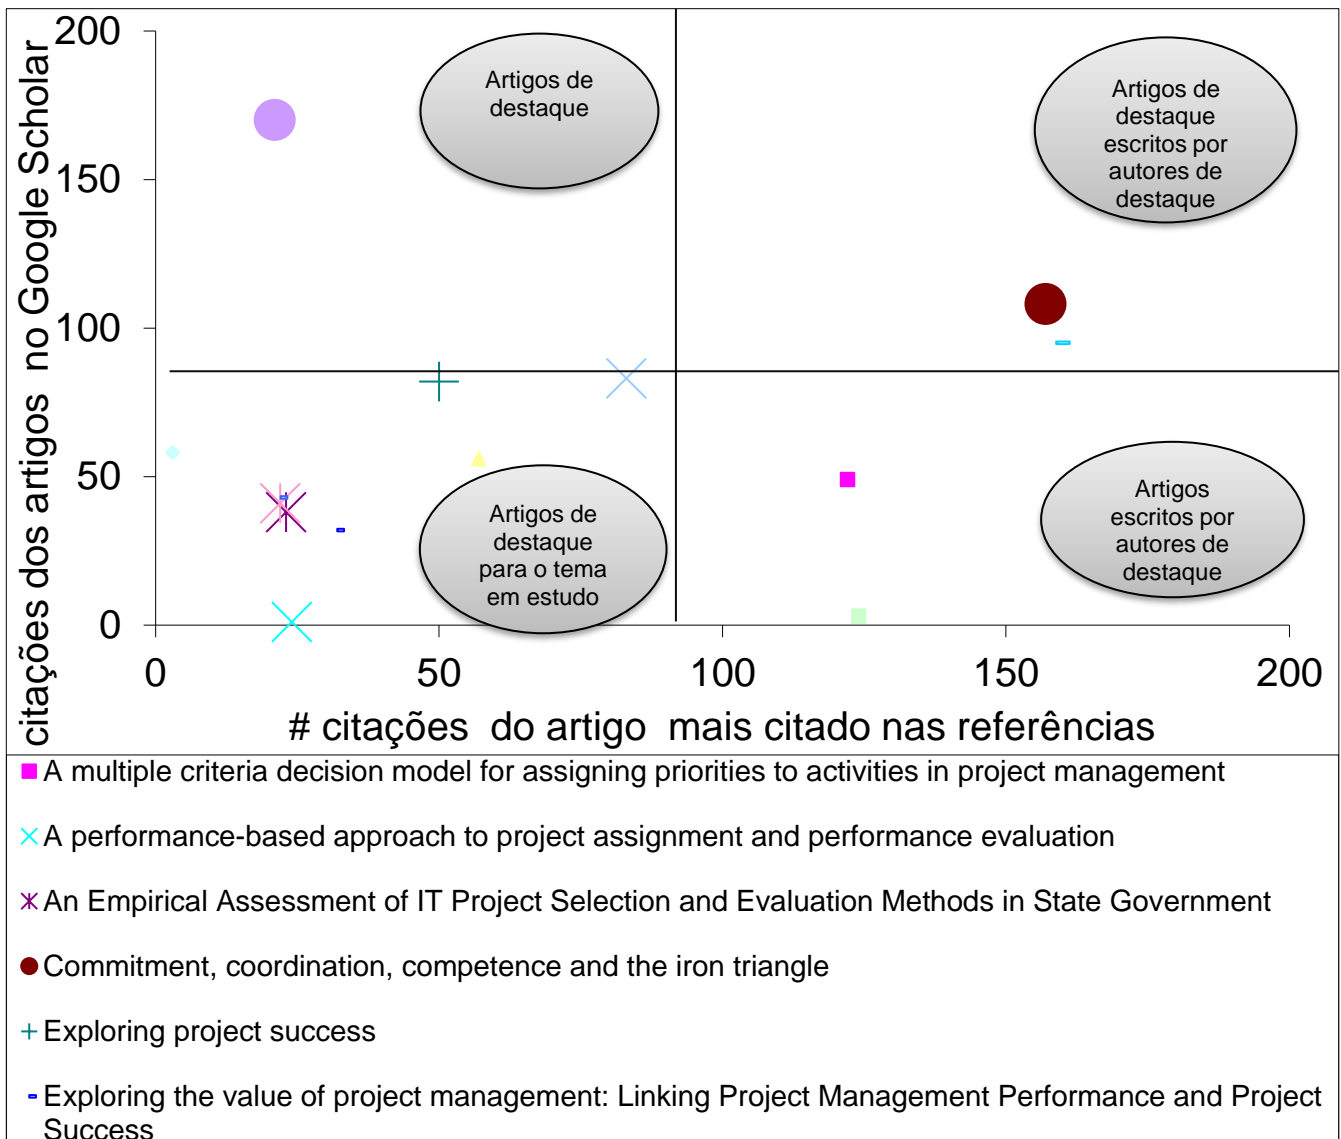 citações dos artigos  no Google Scholar
200
150
100
50
0
Artigos de
destaque
Artigos de
destaque
escritos por
autores de
destaque
Artigos de
destaque
para o tema
em estudo
Artigos
escritos por
autores de
destaque
0
50
100
150
200
# citações  do artigo  mais citado nas referências
A multiple criteria decision model for assigning priorities to activities in project management
A performance-based approach to project assignment and performance evaluation
An Empirical Assessment of IT Project Selection and Evaluation Methods in State Government
Commitment, coordination, competence and the iron triangle
Exploring project success
Exploring the value of project management: Linking Project Management Performance and Project
Success